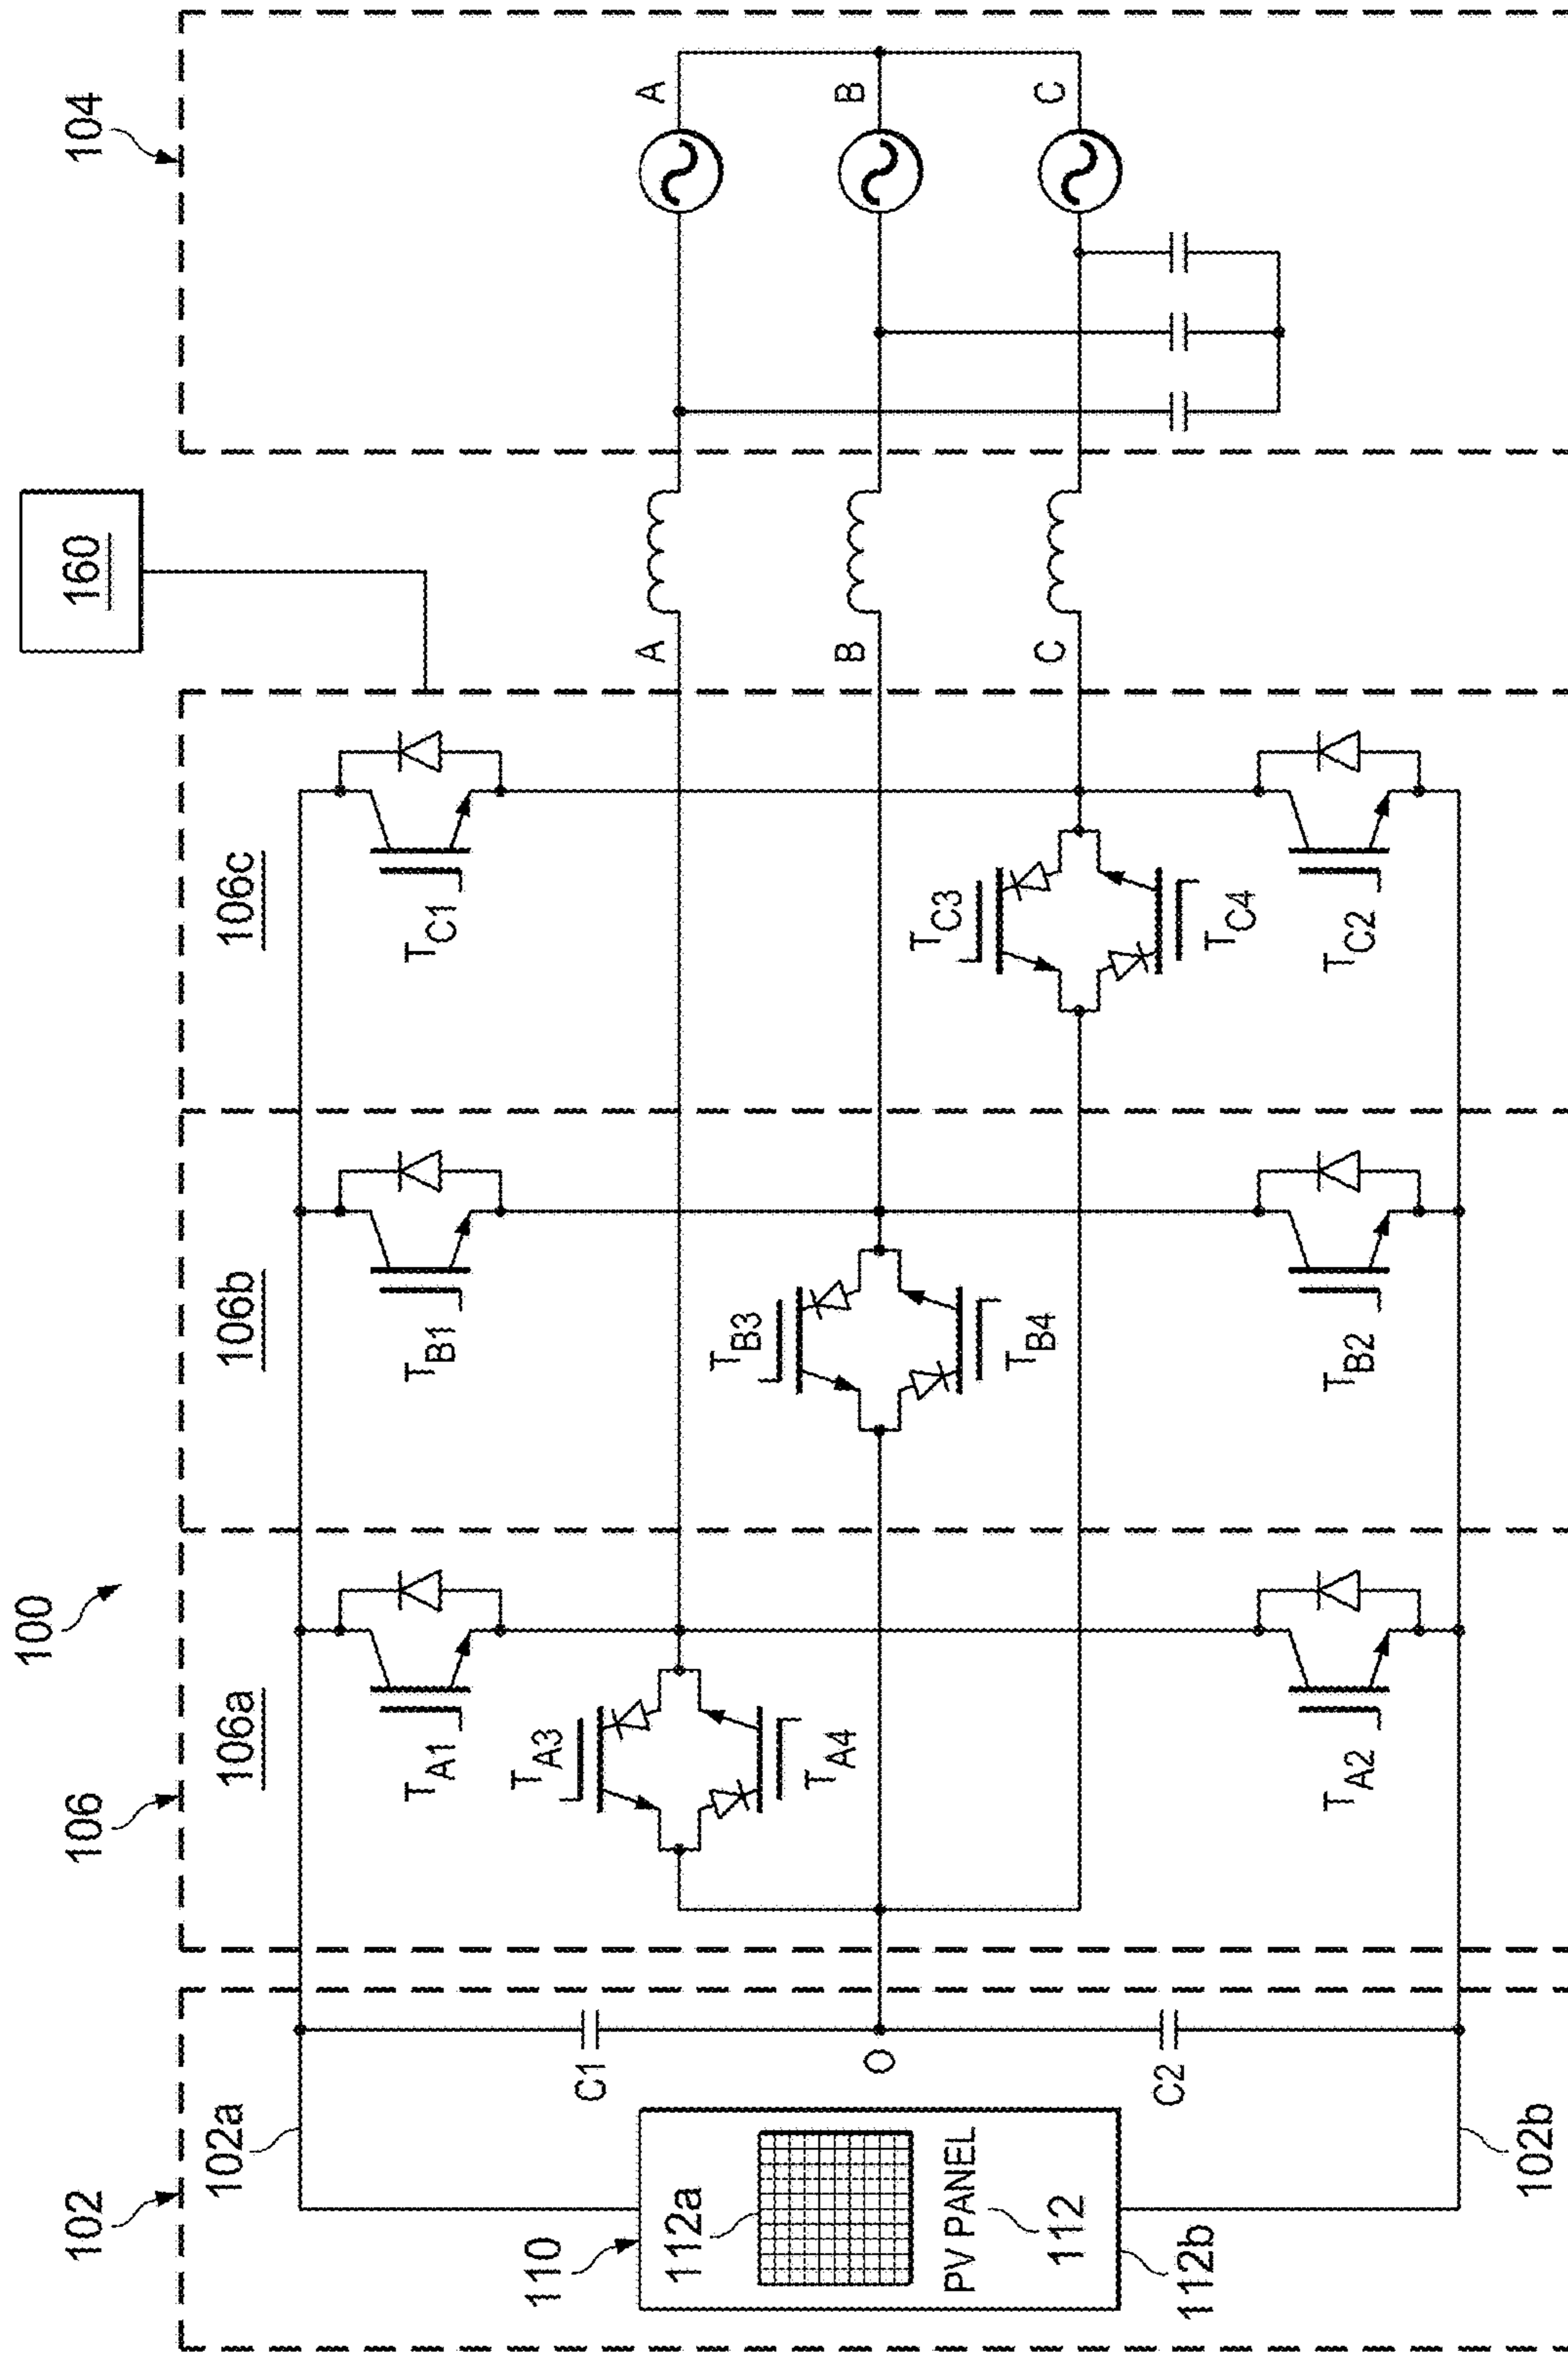 100
102
106
104
160
102a
106a
106b
106c
T_A1
T_B1
T_C1
110
112a
PV PANEL
112
112b
C1
O
C2
T_A3
T_A4
T_B3
T_B4
T_C3
T_C4
A
B
C
A
B
C
T_A2
T_B2
T_C2
102b